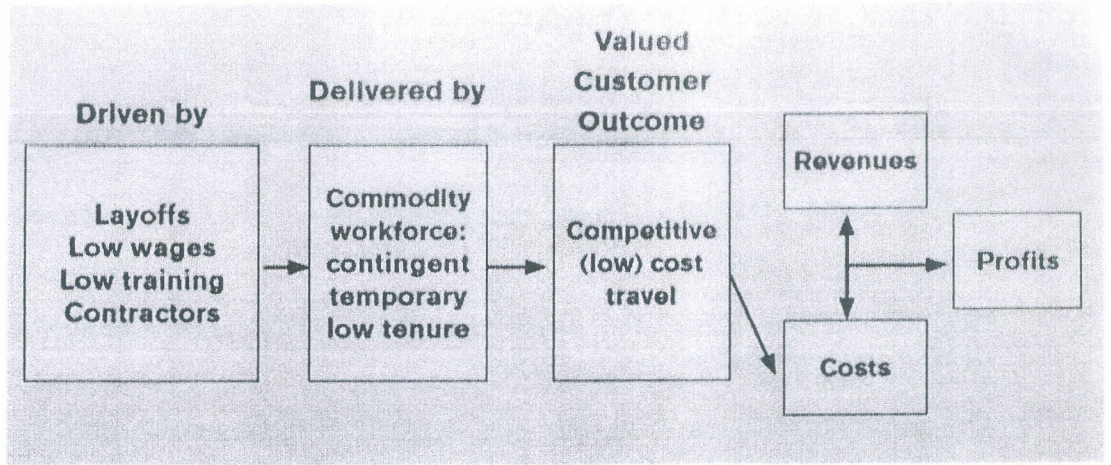 Driven by
Layoffs
Low wages
Low training
Contractors
Delivered by
Commodity
workforce:
contingent
temporary
low tenure
Valued
Customer
Outcome
Competitive
(low) cost
travel
Revenues
Costs
Profits